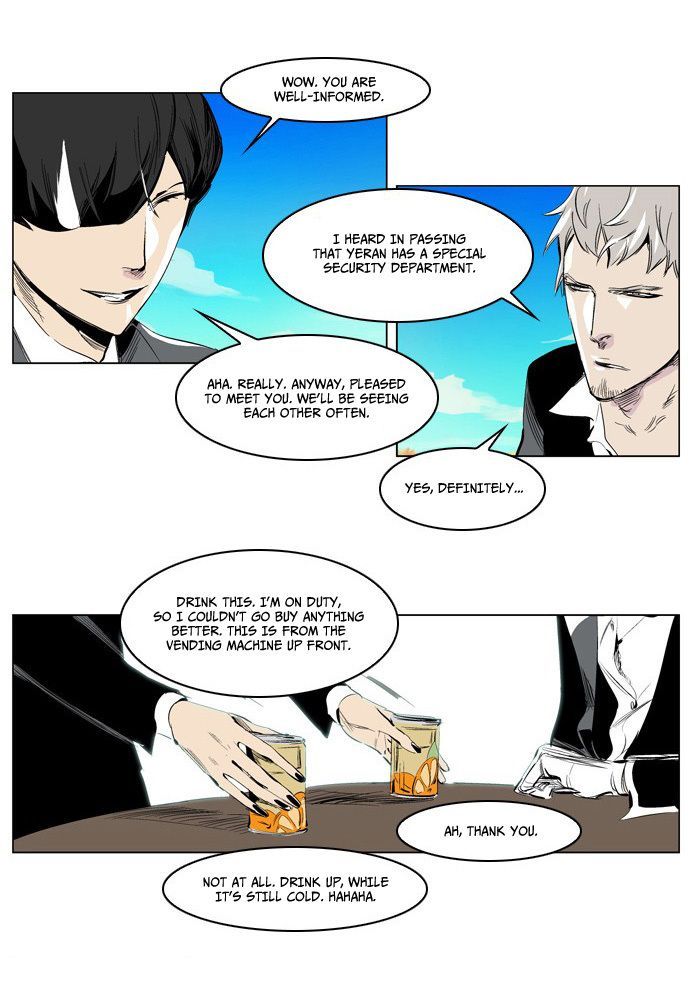 WOW. YOU ARE
WELL-INFORMED.
I HEARD IN PASSING
THAT YERAN HAS A SPECIAL
SECURITY DEPARTMENT.
AHA. REALLY. ANYWAY, PLEASED
TO MEET YOU. WE'LL BE SEEING
EACH OTHER OFTEN.
YES, DEFINITELY...
DRINK THIS. I'M ON DUTY,
SO I COULDN'T GO BUY ANYTHING
BETTER. THIS IS FROM THE
VENDING MACHINE UP FRONT.
AH, THANK YOU.
NOT AT ALL. DRINK UP, WHILE
IT'S STILL COLD. HAHAHA.